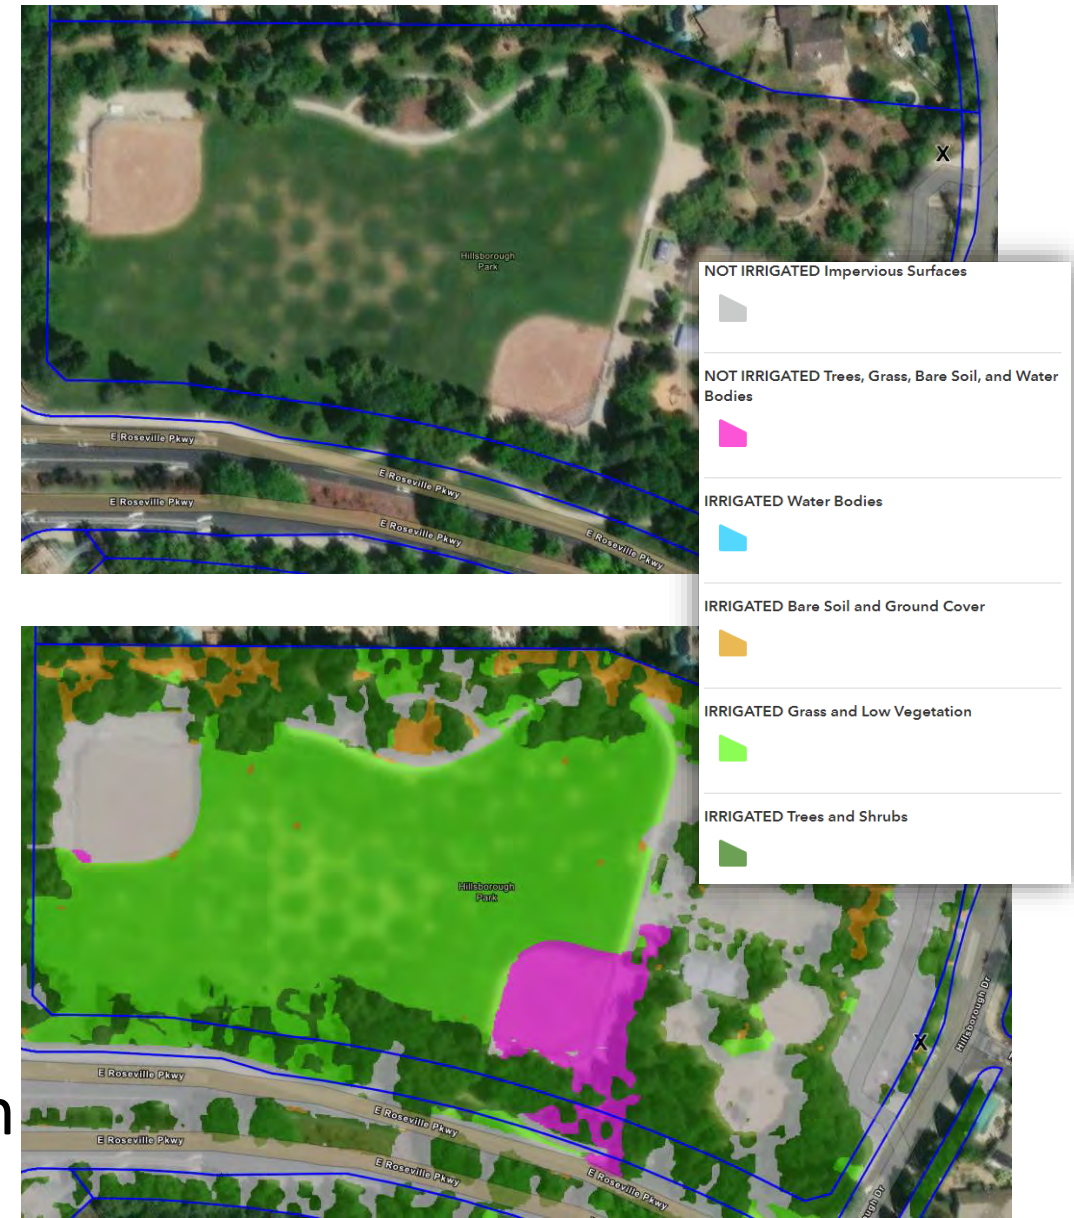 X
Hillsborough
Park
E Roseville Pkwy
E Roseville Pkwy
E Roseville Pkwy
E Roseville Pkwy
E Roseville Pkwy
NOT IRRIGATED Impervious Surfaces
NOT IRRIGATED Trees, Grass, Bare Soil, and Water
Bodies
IRRIGATED Water Bodies
IRRIGATED Bare Soil and Ground Cover
IRRIGATED Grass and Low Vegetation
IRRIGATED Trees and Shrubs
Hillsborough
Park
Hillsborough Dr
X
E Roseville Pkwy
E Roseville Pkwy
E Roseville Pkwy
E Roseville Pkwy
E Roseville Pkwy
ugh Dr
n